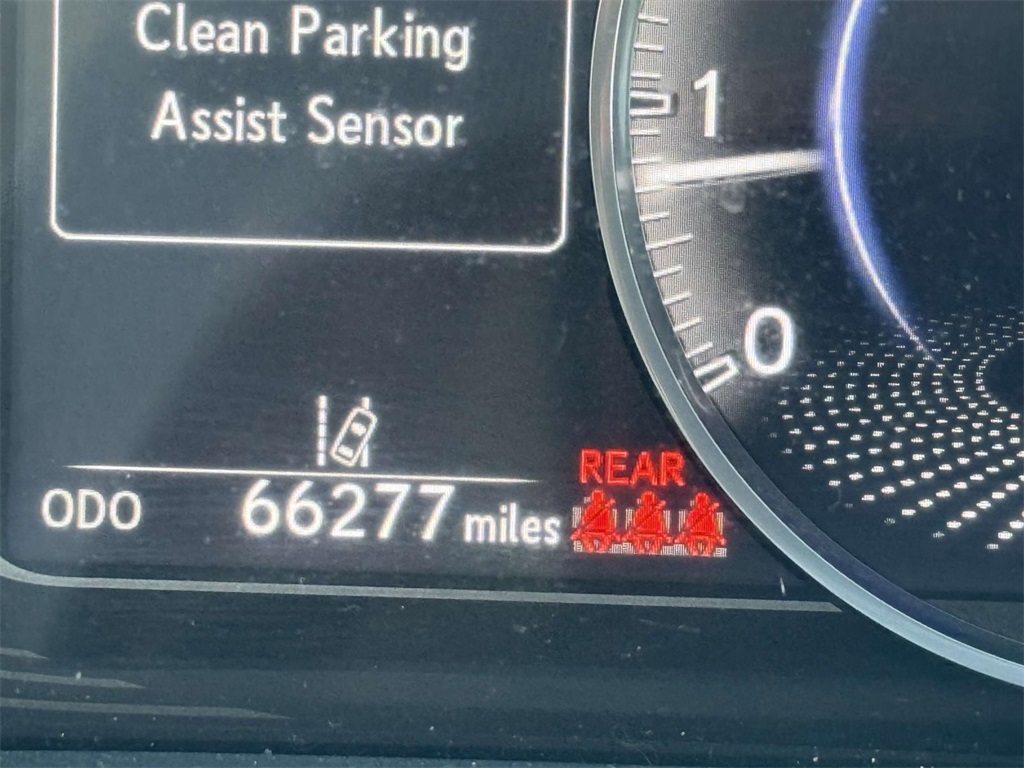 Clean Parking
Assist Sensor
1
0
REAR
ODO 66277 miles